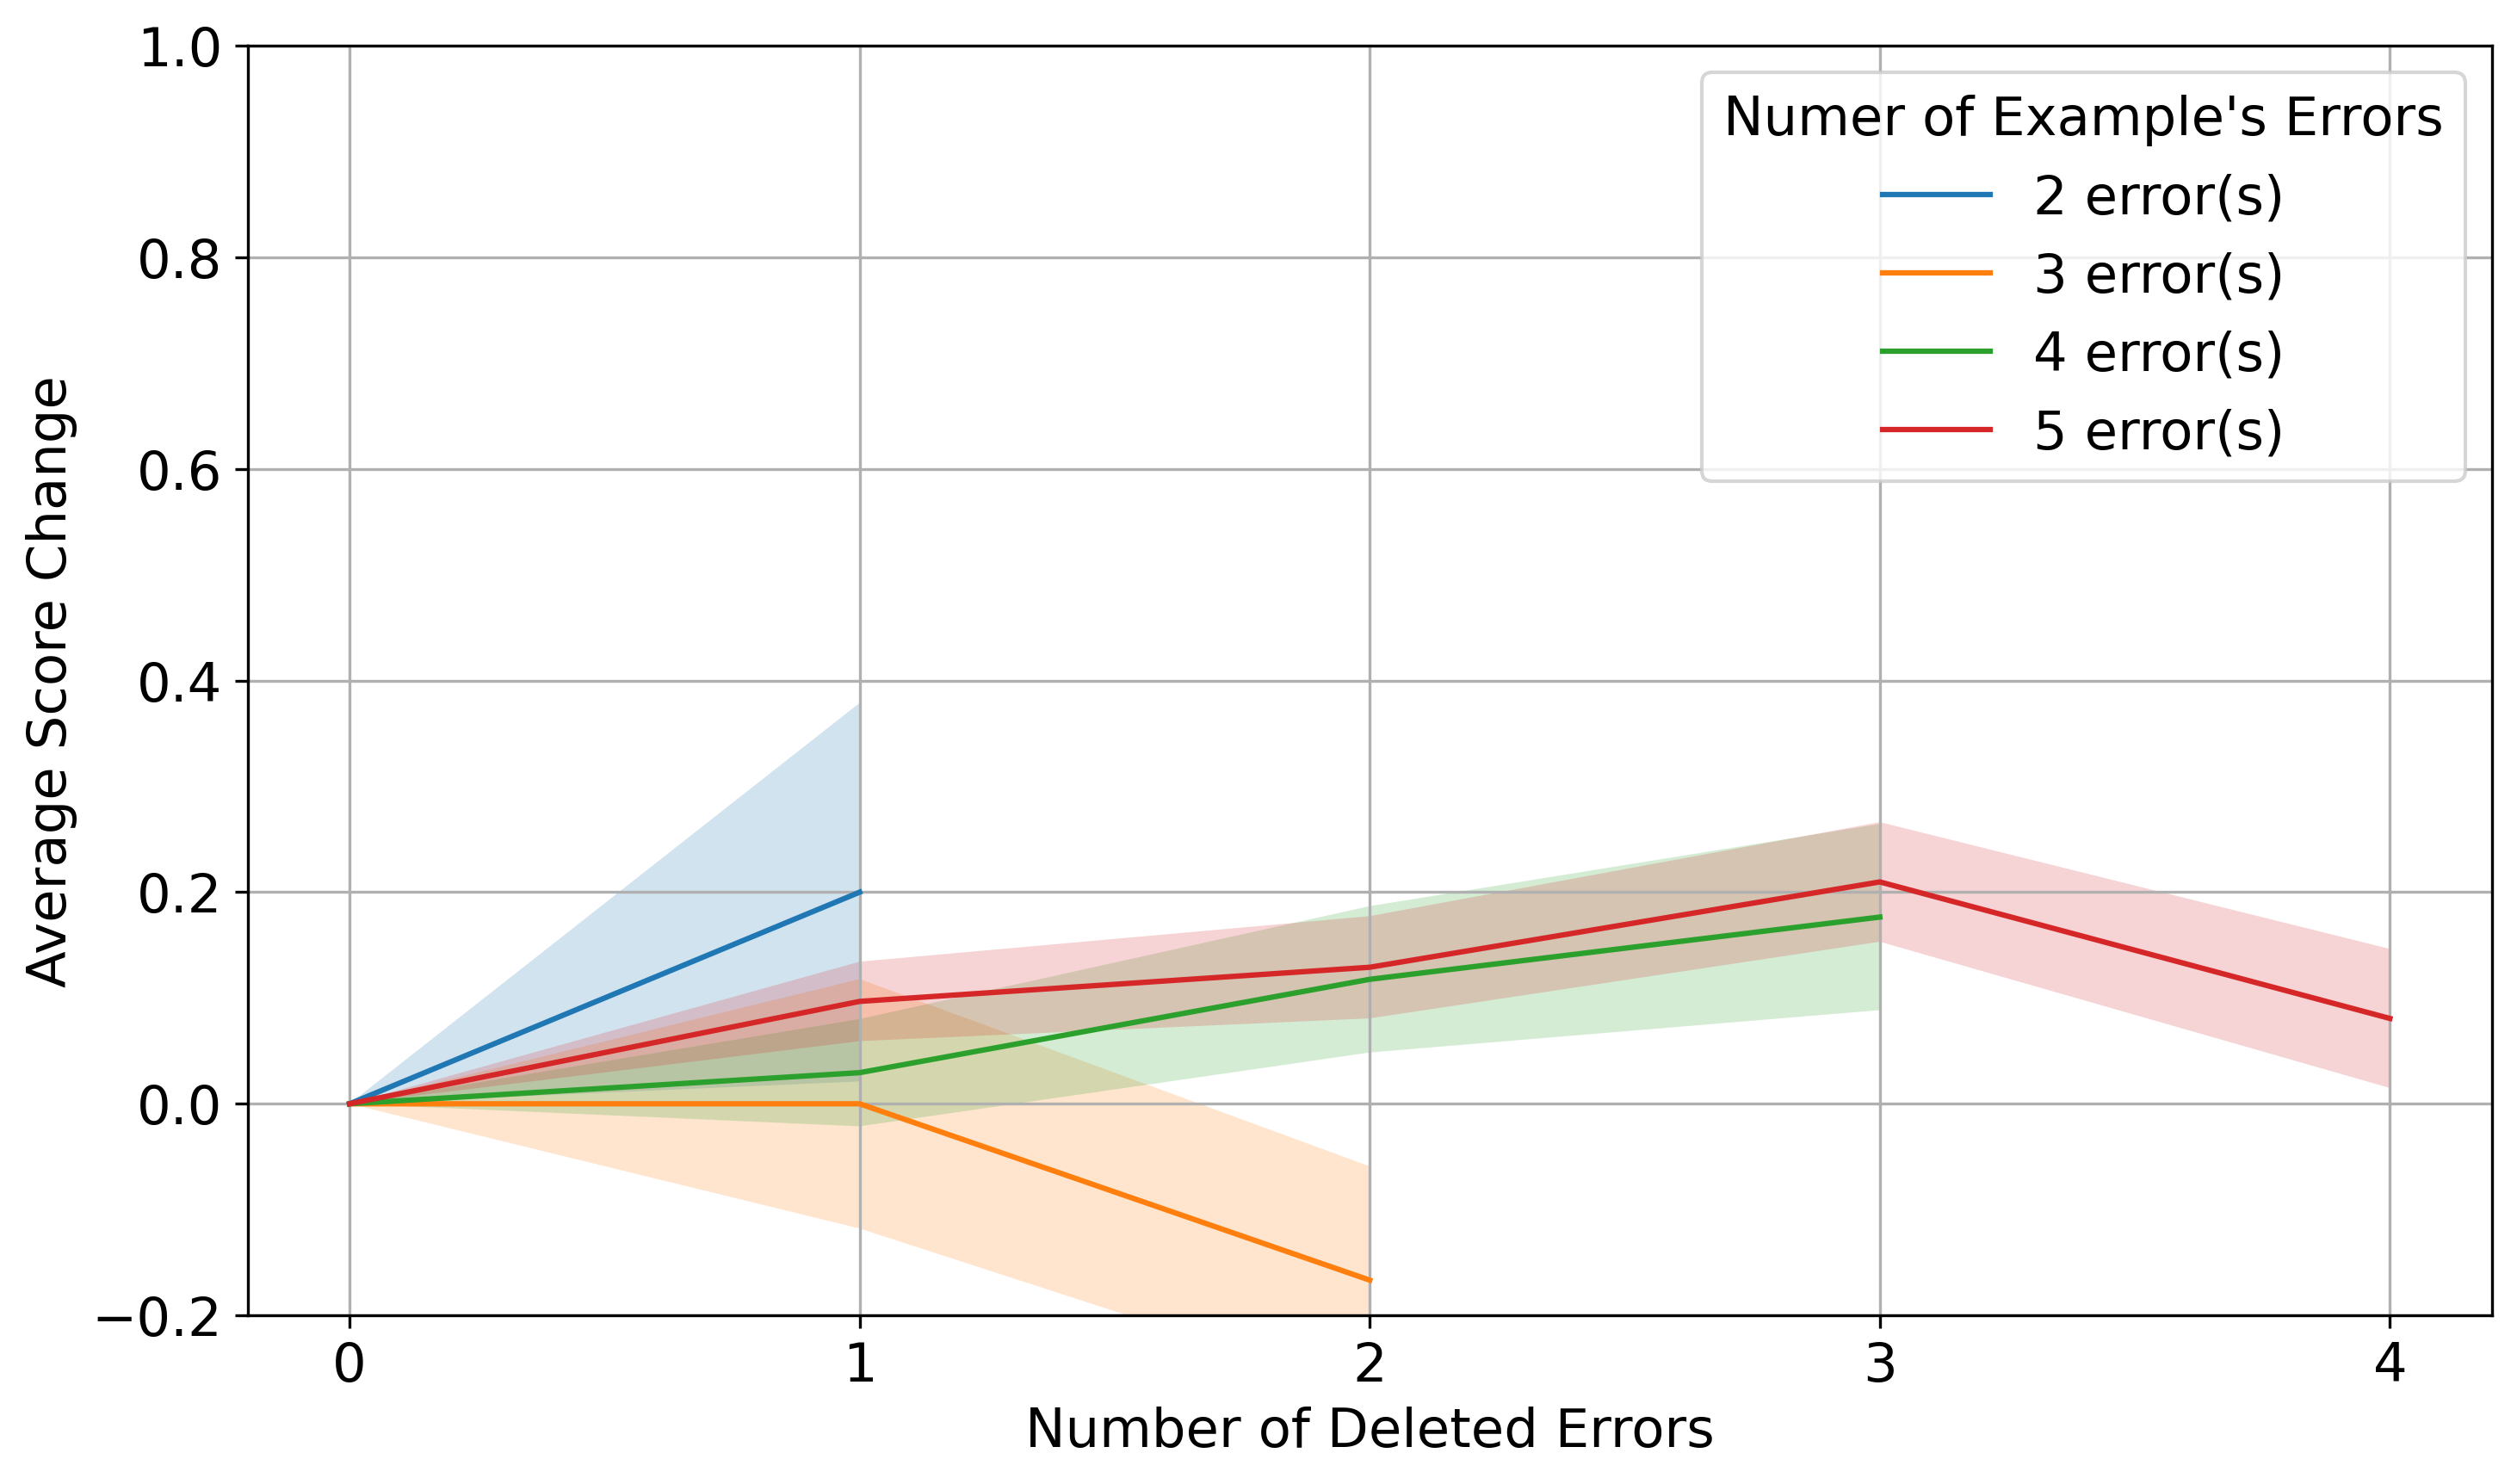 1.0
0.8
0.6
0.4
0.2
0.0
−0.2
Average Score Change
Numer of Example's Errors
2 error(s)
3 error(s)
4 error(s)
5 error(s)
0 1 2 3 4
Number of Deleted Errors